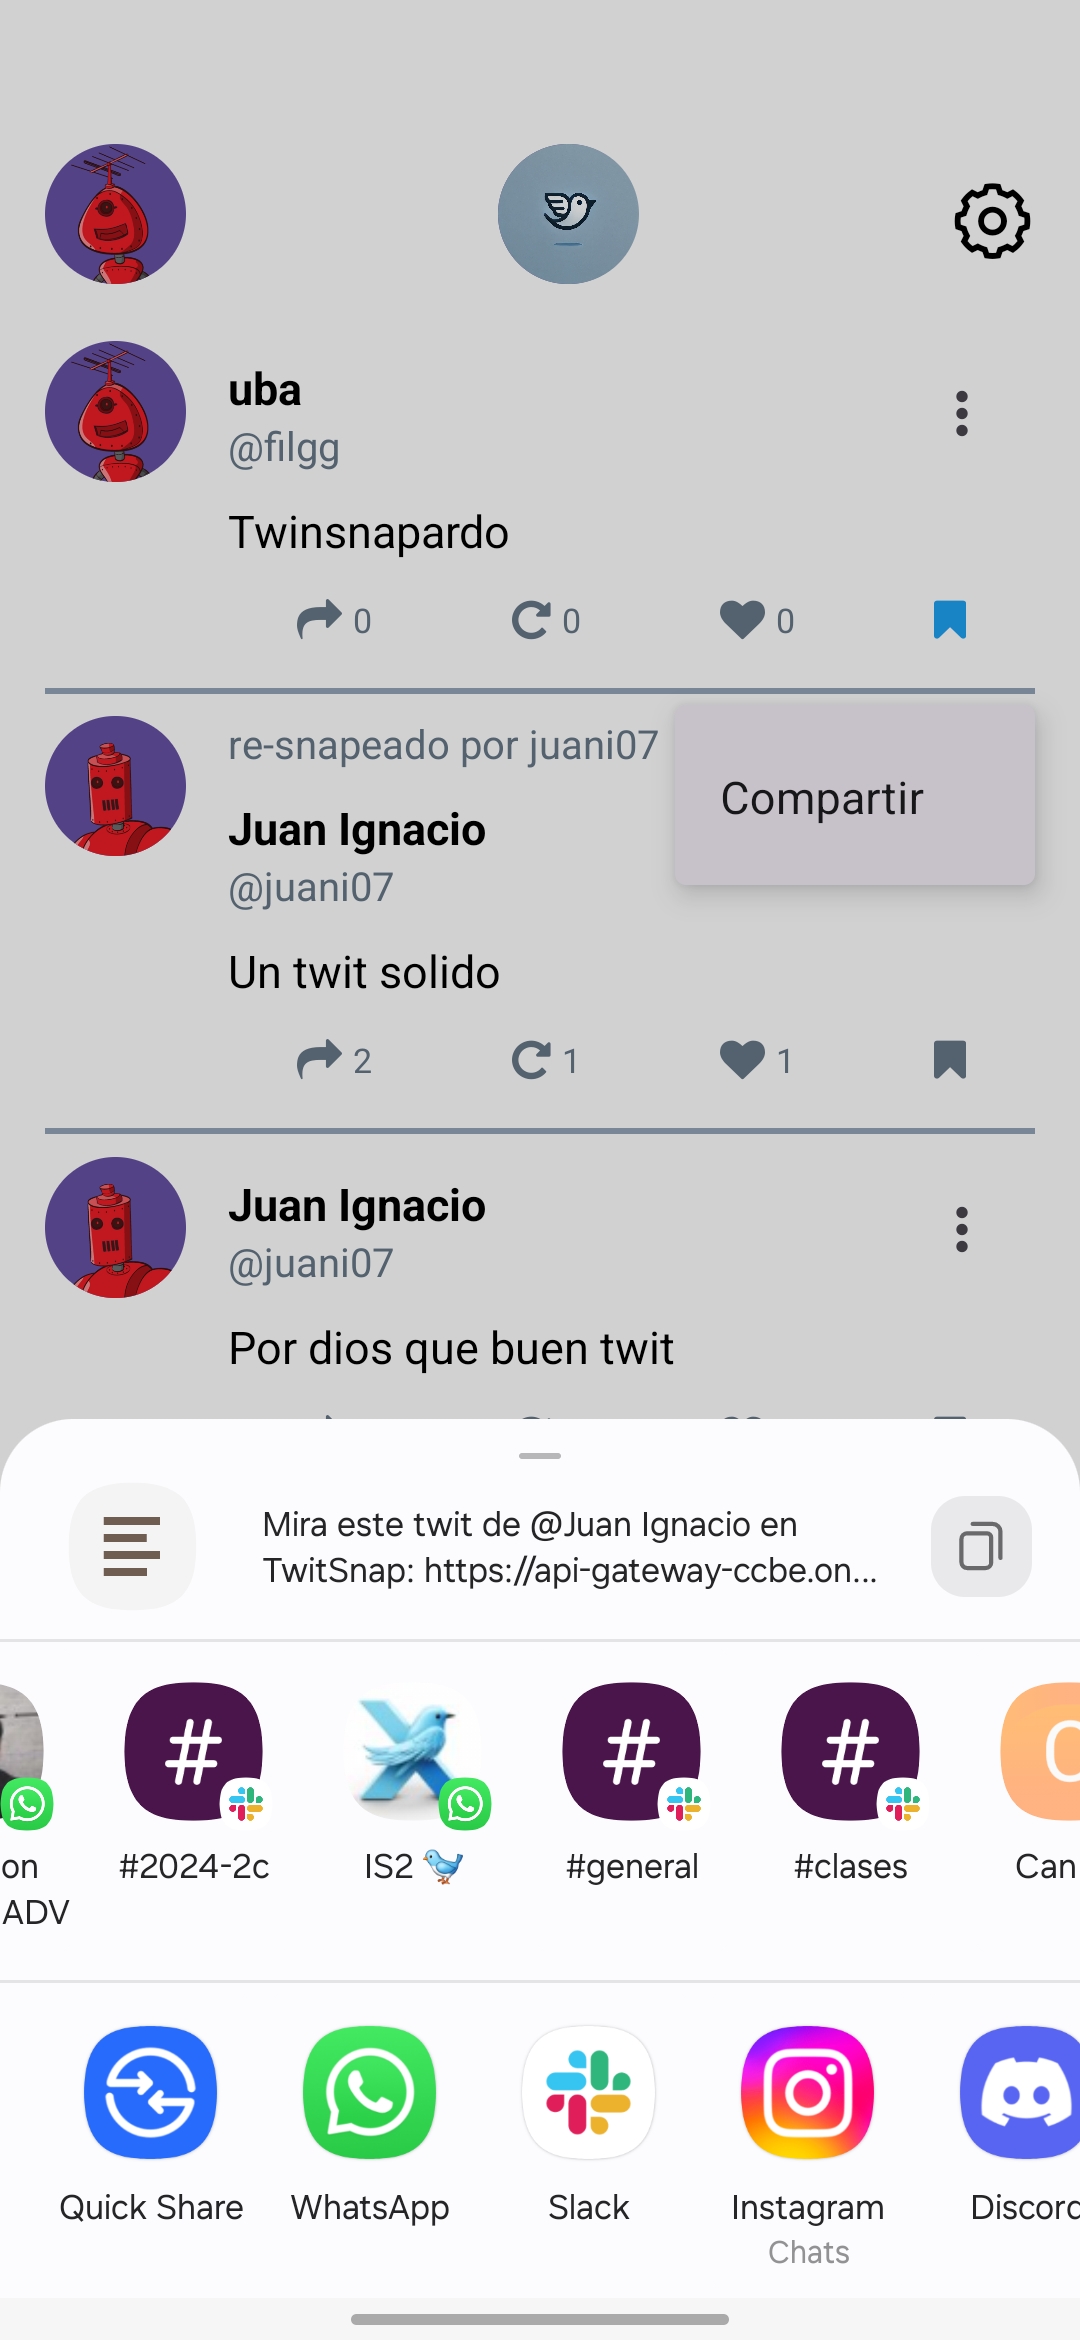 uba
@filgg
Twinsnapardo
0 0 0
re-snapeado por juani07
Compartir
Juan Ignacio
@juani07
Un twit solido
2 1 1
Juan Ignacio
@juani07
Por dios que buen twit
Mira este twit de @Juan Ignacio en
TwitSnap: https://api-gateway-ccbe.on...
on
ADV
#2024-2c
IS2 🐦
#general
#clases
C
Can
Quick Share
WhatsApp
Slack
Instagram
Chats
Discord